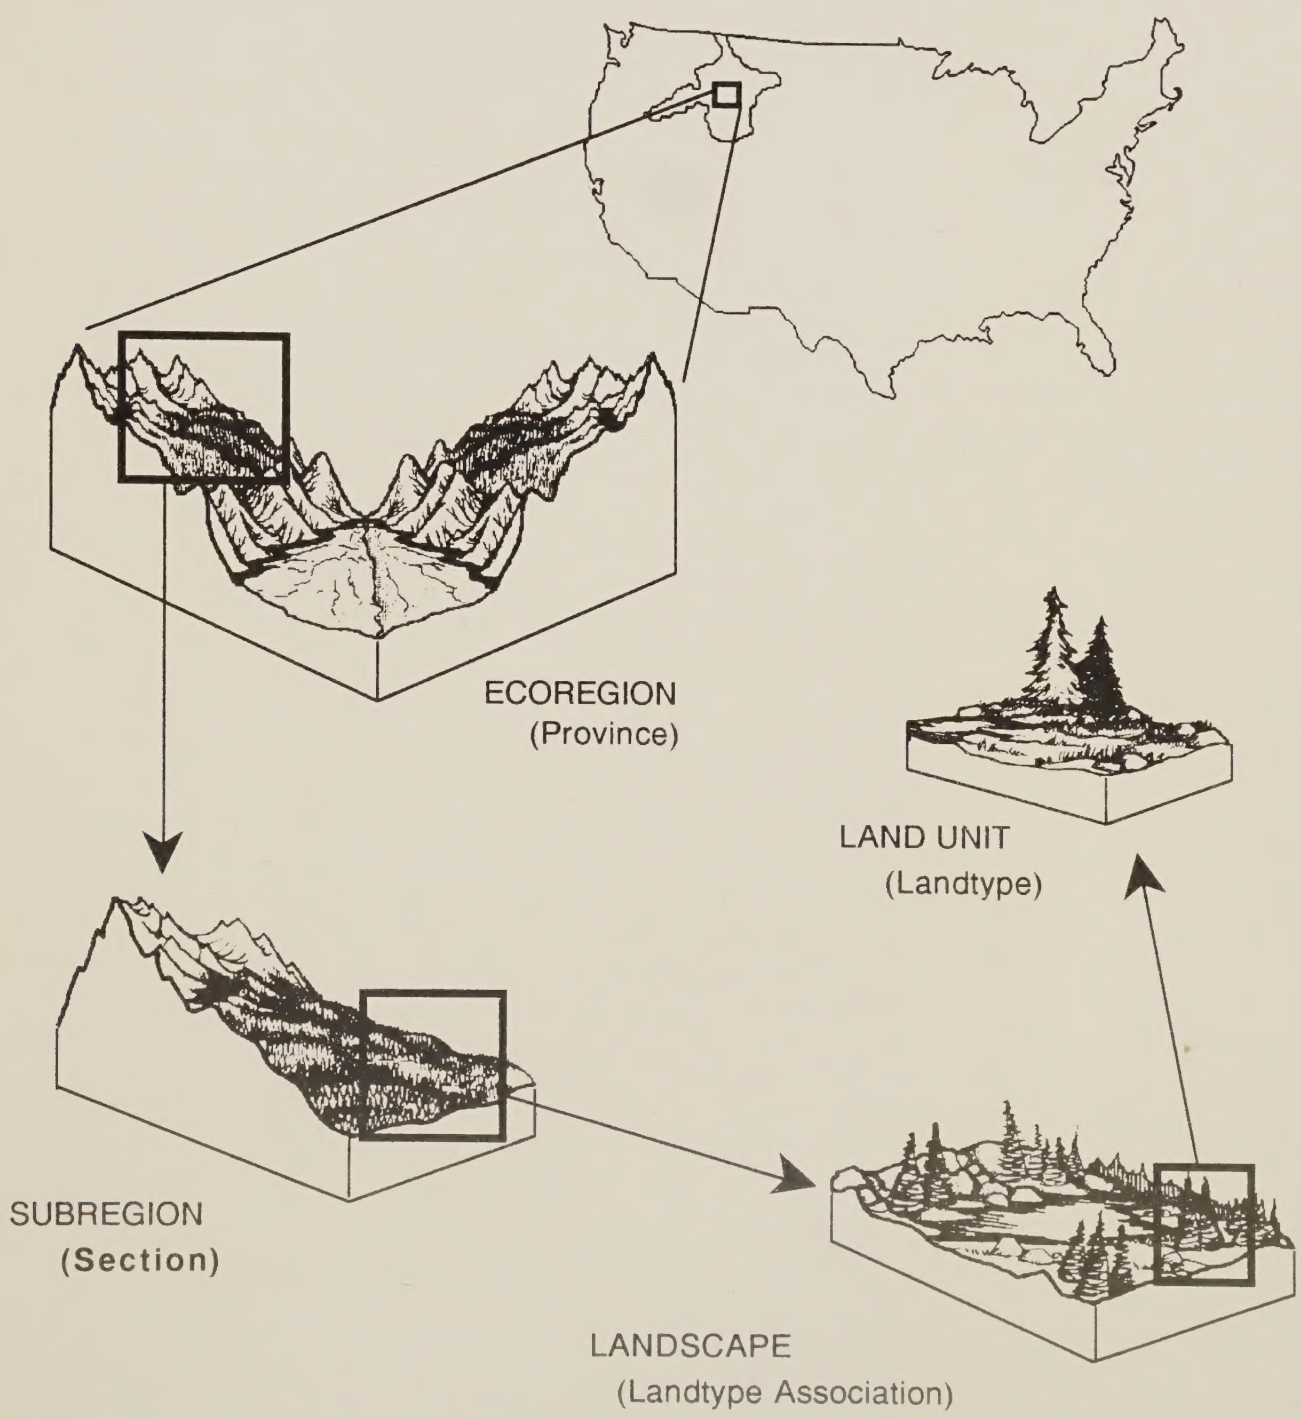 ECOREGION
(Province)
LAND UNIT
(Landtype)
SUBREGION
(Section)
LANDSCAPE
(Landtype Association)